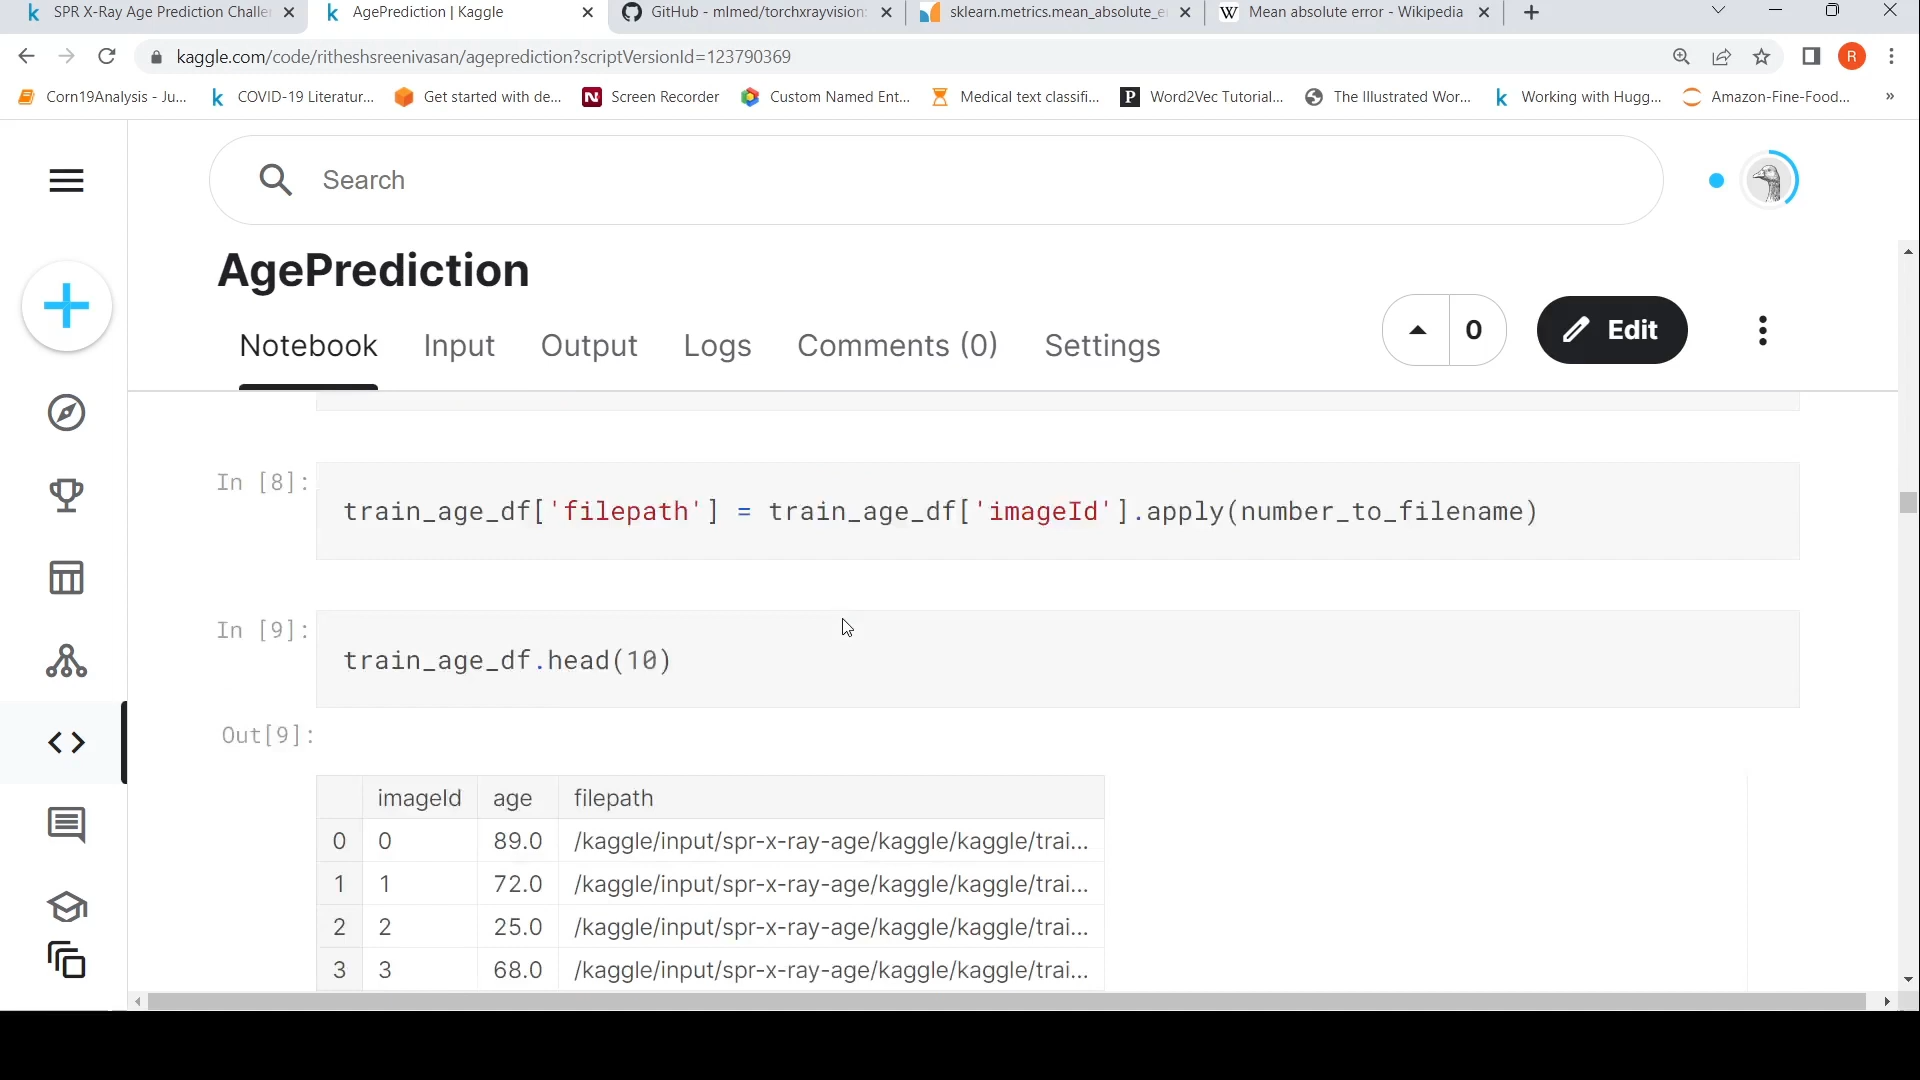 SPR X-Ray Age Prediction Challe
AgePrediction | Kaggle
GitHub - mlmed/torchxrayvision:
sklearn.metrics.mean_absolute_e
Mean absolute error - Wikipedia
kaggle.com/code/ritheshsreenivasan/ageprediction?scriptVersionId=123790369
R
Corn19Analysis - Ju...
COVID-19 Literatur...
Get started with de...
Screen Recorder
Custom Named Ent...
Medical text classifi...
Word2Vec Tutorial...
The Illustrated Wor...
Working with Hugg...
Amazon-Fine-Food...
»
Search
AgePrediction
Notebook
Input
Output
Logs
Comments (0)
Settings
0
Edit
In [8]:
train_age_df['filepath'] = train_age_df['imageId'].apply(number_to_filename)
In [9]:
train_age_df.head(10)
Out[9]:
imageId age filepath
0 0 89.0 /kaggle/input/spr-x-ray-age/kaggle/kaggle/trai...
1 1 72.0 /kaggle/input/spr-x-ray-age/kaggle/kaggle/trai...
2 2 25.0 /kaggle/input/spr-x-ray-age/kaggle/kaggle/trai...
3 3 68.0 /kaggle/input/spr-x-ray-age/kaggle/kaggle/trai...